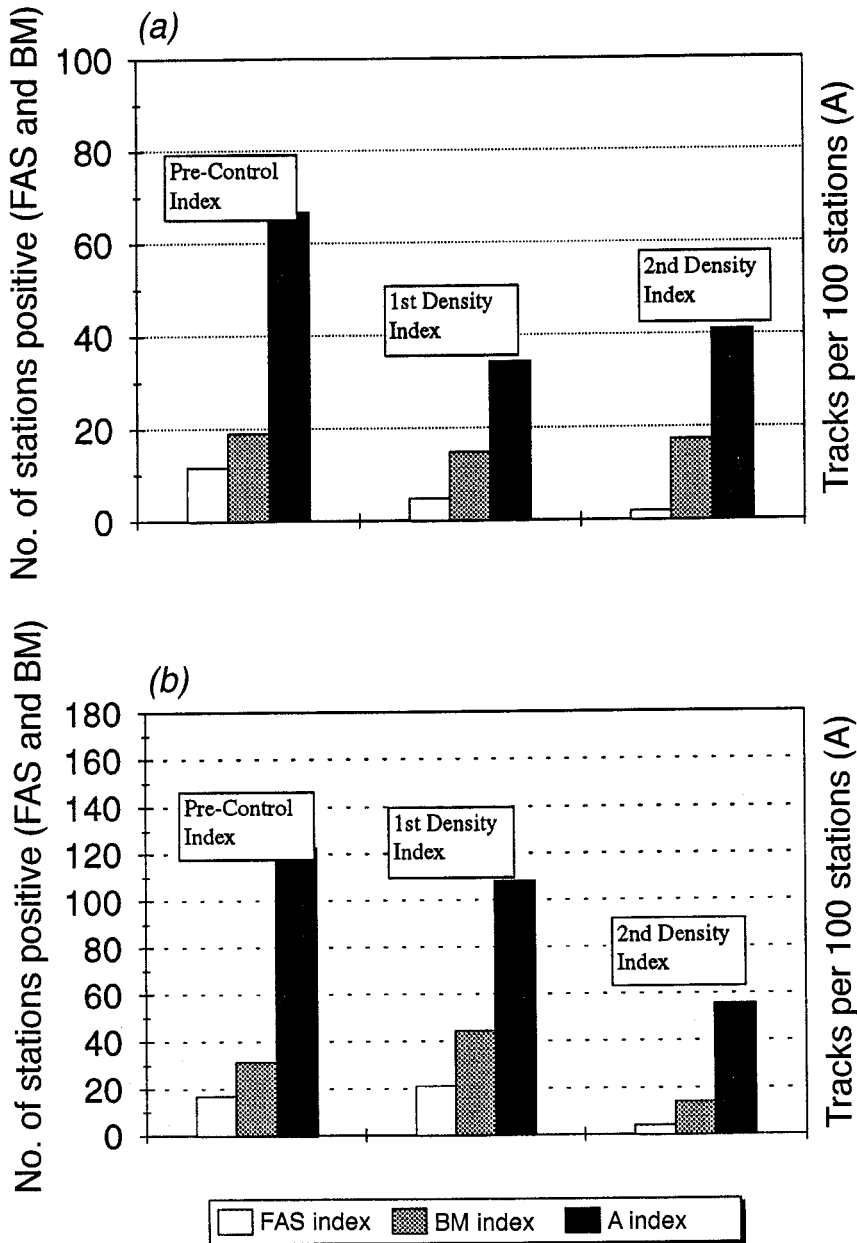 (a)
No. of stations positive (FAS and BM)
100
80
60
40
20
0
Pre-Control
Index
1st Density
Index
2nd Density
Index
Tracks per 100 stations (A)
(b)
No. of stations positive (FAS and BM)
180
160
140
120
100
80
60
40
20
0
Pre-Control
Index
1st Density
Index
2nd Density
Index
Tracks per 100 stations (A)
FAS index BM index A index